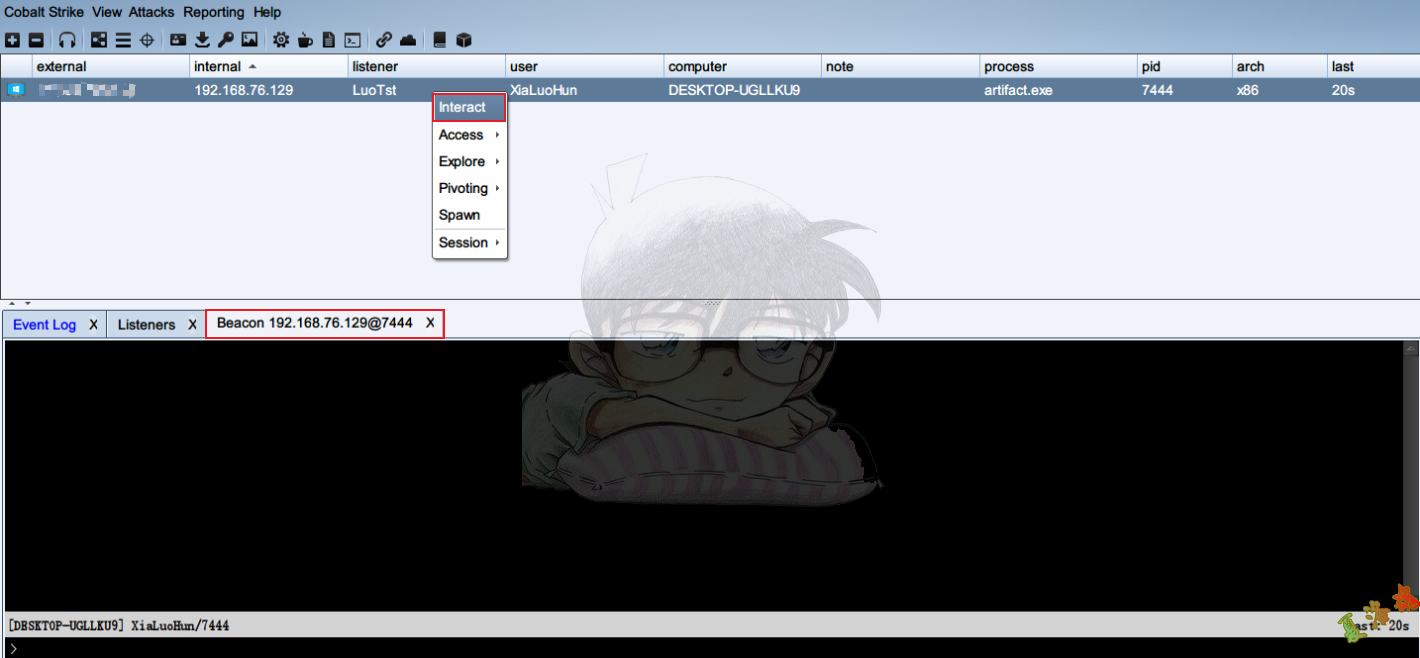 Cobalt Strike View Attacks Reporting Help
external internal listener user computer note process pid arch last
192.168.76.129 LuoTst XiaLuoHun DESKTOP-UGLLKU9 artifact.exe 7444 x86 20s
Interact
Access
Explore
Pivoting
Spawn
Session
Event Log X Listeners X Beacon 192.168.76.129@7444 X
[DESKTOP-UGLLKU9] XiaLuoHun/7444 last: 20s
>